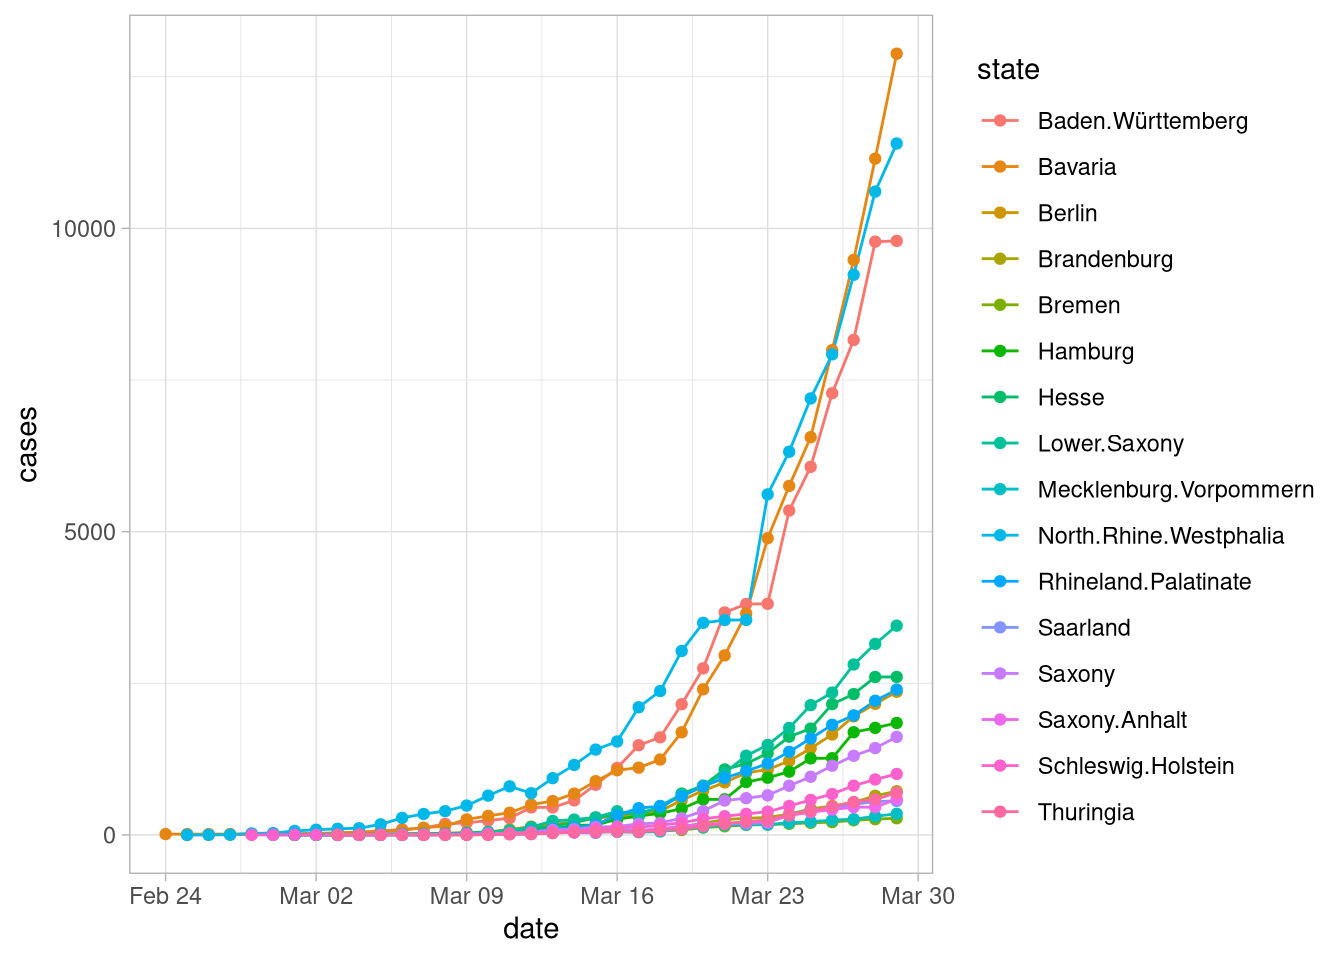 state
Baden.Württemberg
Bavaria
Berlin
Brandenburg
Bremen
Hamburg
Hesse
Lower.Saxony
Mecklenburg.Vorpommern
North.Rhine.Westphalia
Rhineland.Palatinate
Saarland
Saxony
Saxony.Anhalt
Schleswig.Holstein
Thuringia
cases
10000
5000
0
Feb 24 Mar 02 Mar 09 Mar 16 Mar 23 Mar 30
date